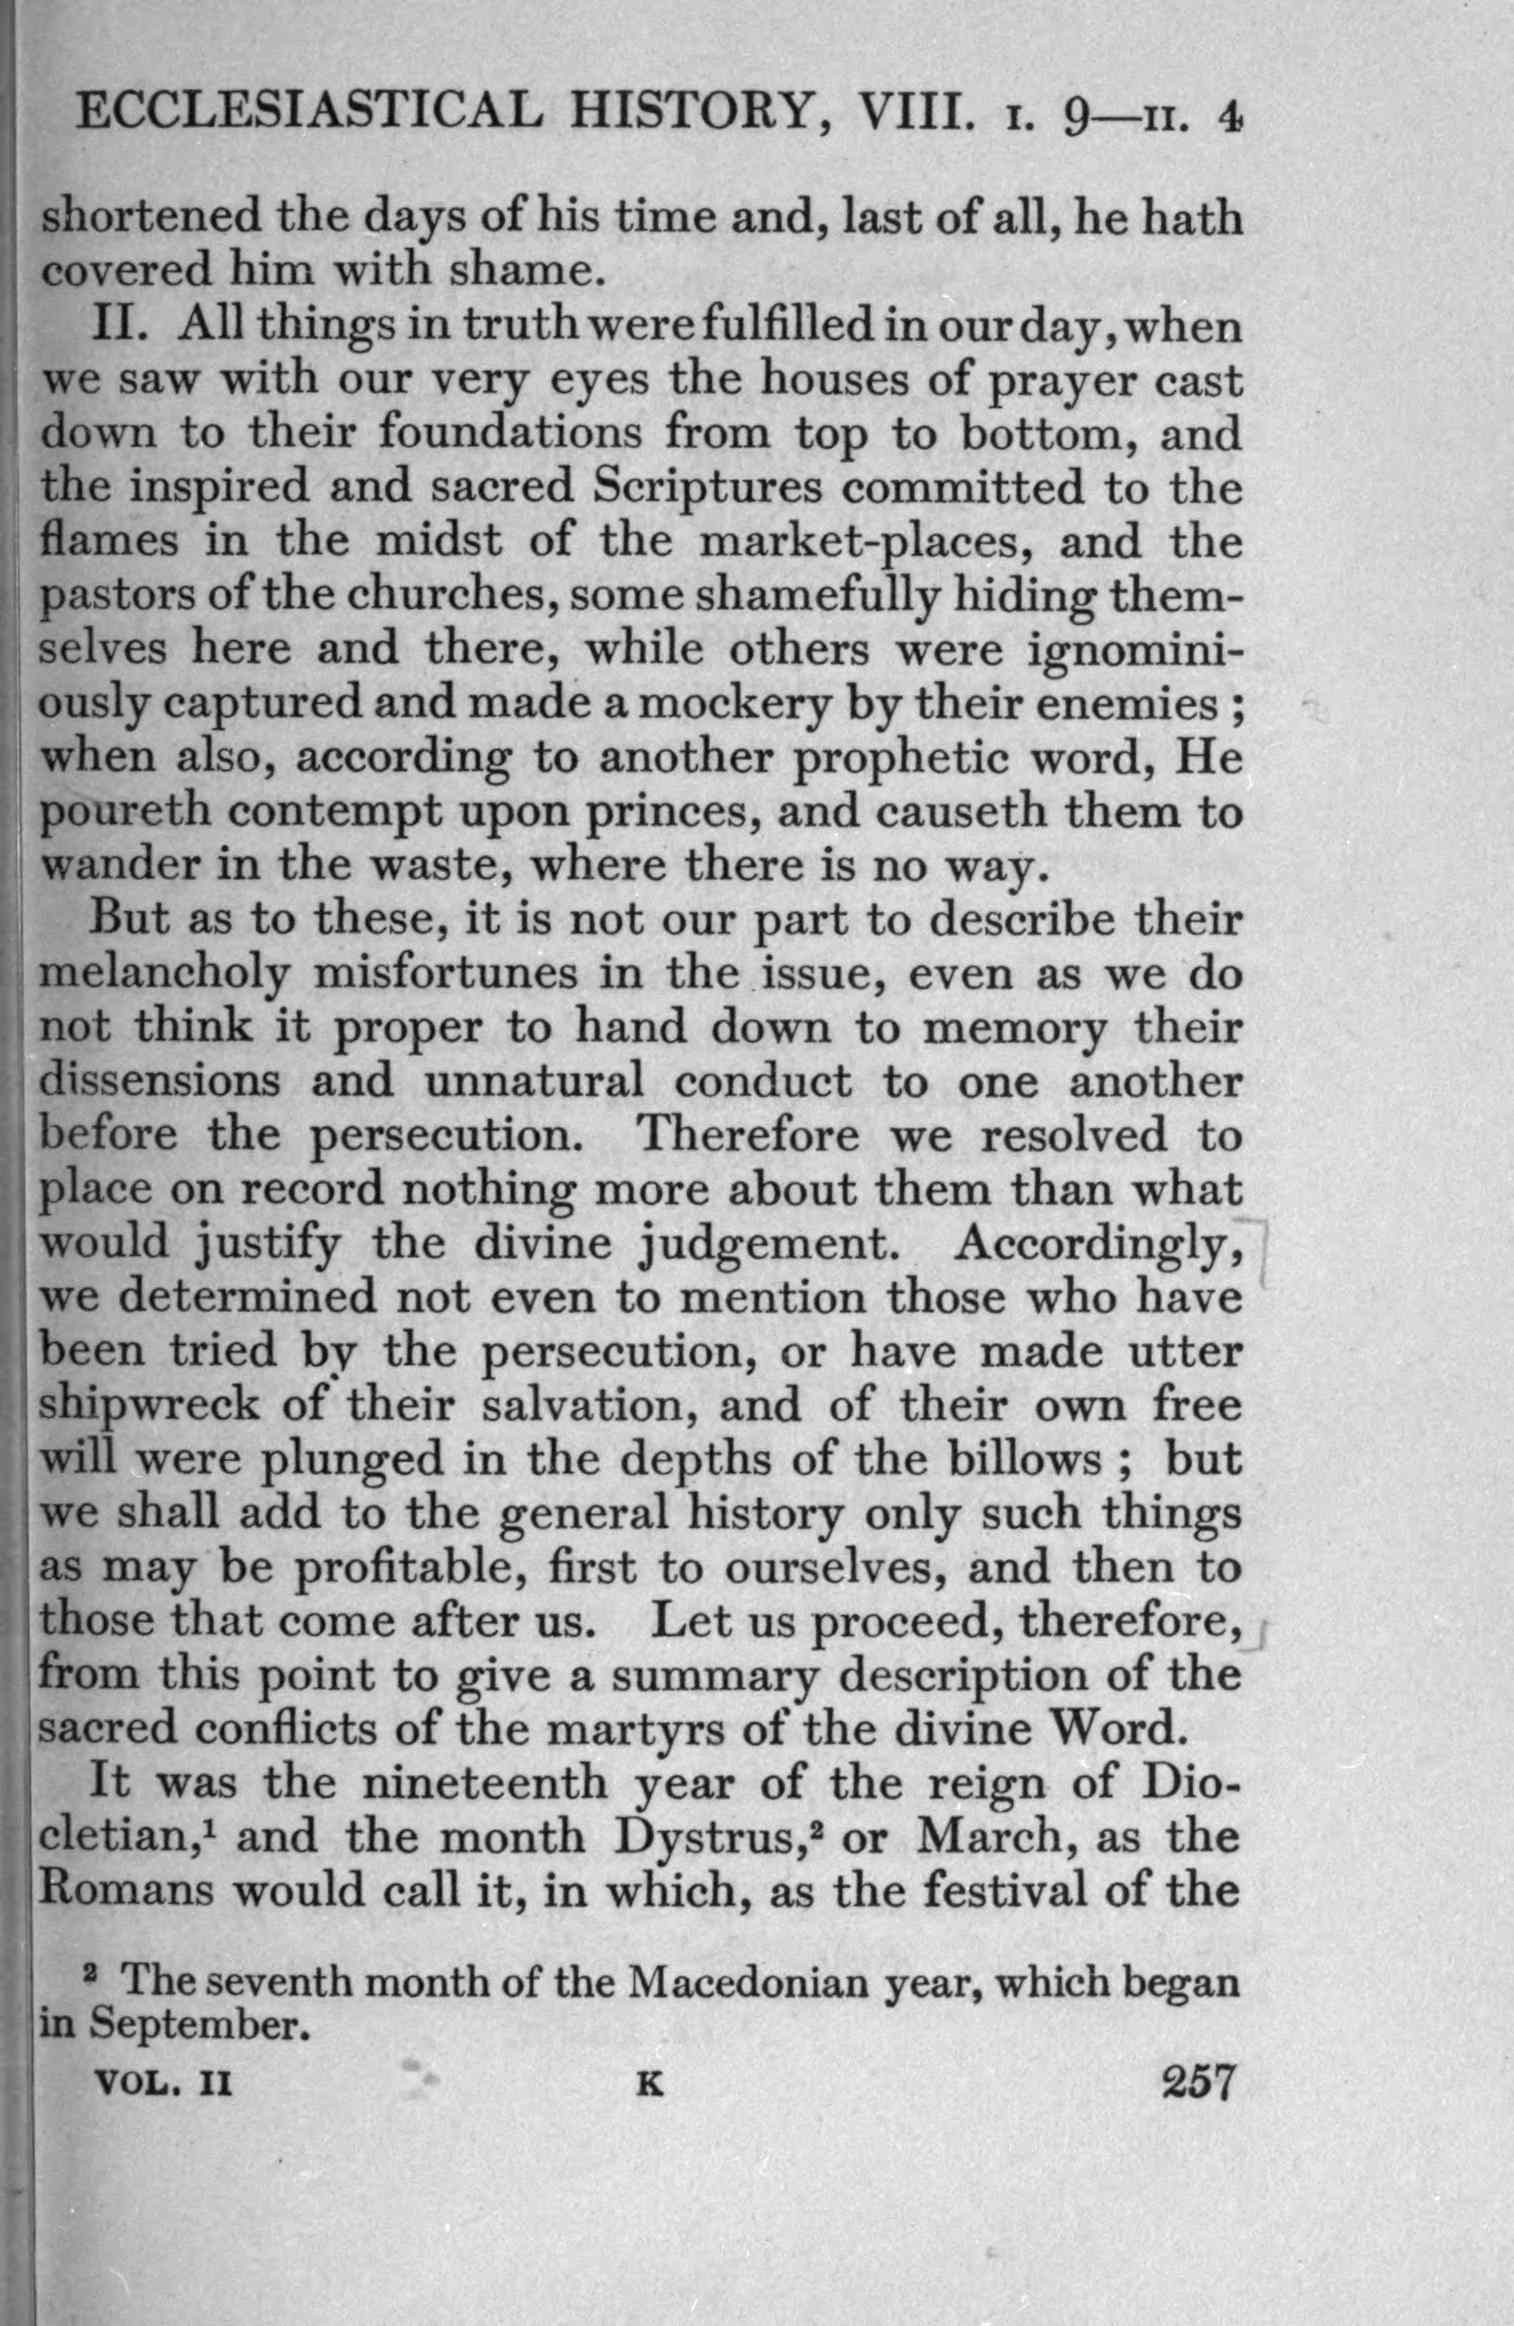 ECCLESIASTICAL HISTORY, VIII. I. 9—II. 4
shortened the days of his time and, last of all, he hath
covered him with shame.
II. All things in truth were fulfilled in our day, when
we saw with our very eyes the houses of prayer cast
down to their foundations from top to bottom, and
the inspired and sacred Scriptures committed to the
flames in the midst of the market-places, and the
pastors of the churches, some shamefully hiding them-
selves here and there, while others were ignomini-
ously captured and made a mockery by their enemies ;
when also, according to another prophetic word, He
poureth contempt upon princes, and causeth them to
wander in the waste, where there is no way.
But as to these, it is not our part to describe their
melancholy misfortunes in the issue, even as we do
not think it proper to hand down to memory their
dissensions and unnatural conduct to one another
before the persecution. Therefore we resolved to
place on record nothing more about them than what
would justify the divine judgement. Accordingly,
we determined not even to mention those who have
been tried by the persecution, or have made utter
shipwreck of their salvation, and of their own free
will were plunged in the depths of the billows ; but
we shall add to the general history only such things
as may be profitable, first to ourselves, and then to
those that come after us. Let us proceed, therefore,
from this point to give a summary description of the
sacred conflicts of the martyrs of the divine Word.
It was the nineteenth year of the reign of Dio-
cletian,¹ and the month Dystrus,² or March, as the
Romans would call it, in which, as the festival of the
² The seventh month of the Macedonian year, which began
in September.
VOL. II K 257